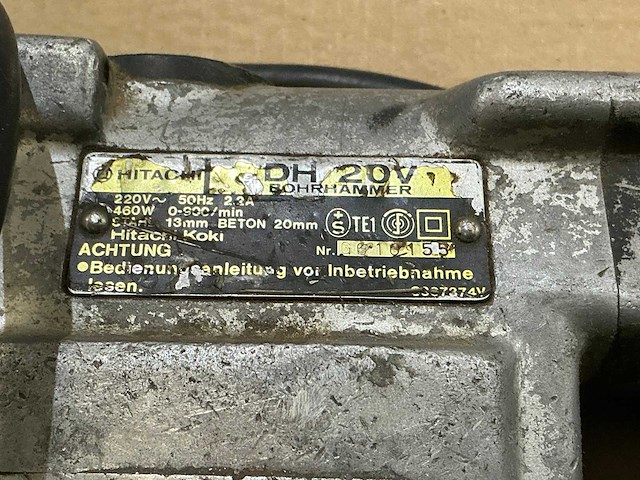 HITACHI DH 20V
BOHRHAMMER
220V~ 50Hz 2.3A
460W 0-900/min
STAHL 13mm BETON 20mm S TE1
Hitachi Koki Nr.
ACHTUNG
●Bedienungsanleitung vor Inbetriebnahme
lesen.